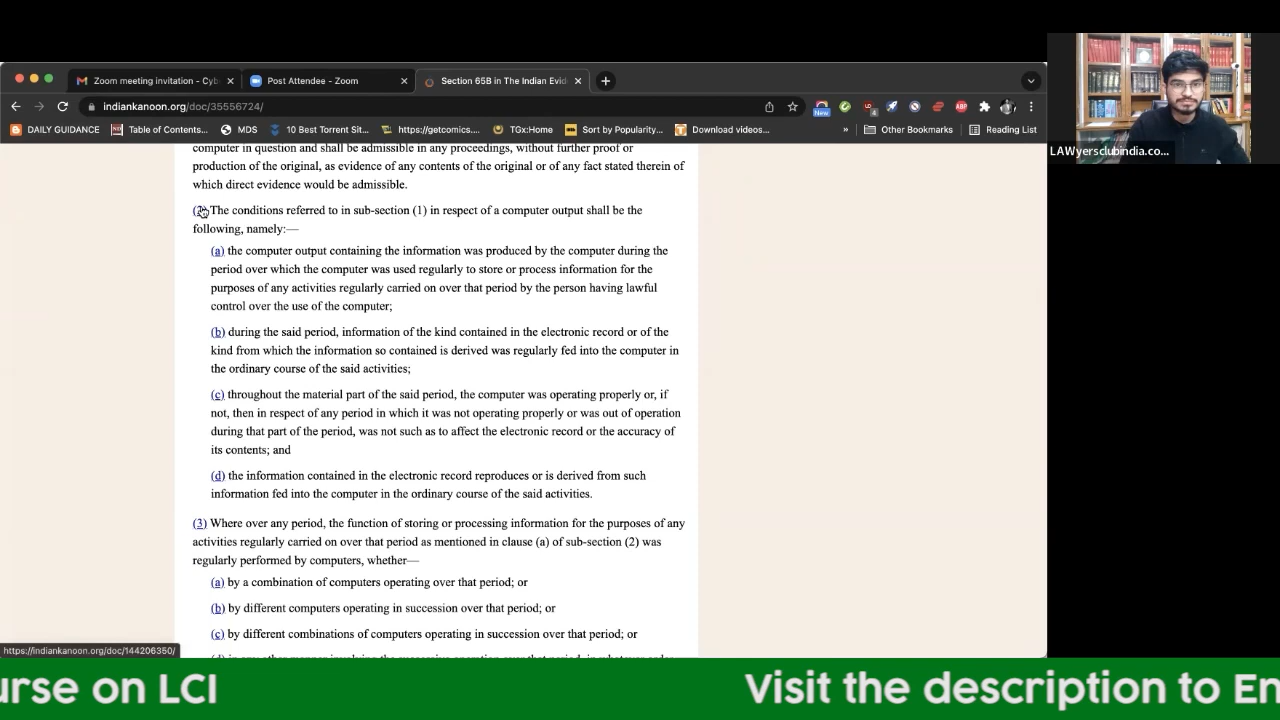 Zoom meeting invitation - Cyb
Post Attendee - Zoom
Section 65B in The Indian Evid
indiankanoon.org/doc/35556724/
New
4
ABP
DAILY GUIDANCE
Table of Contents...
MDS
10 Best Torrent Sit...
https://getcomics....
TGx:Home
Sort by Popularity...
Download videos...
»
Other Bookmarks
Reading List
LAWyersclubindia.co...
computer in question and shall be admissible in any proceedings, without further proof or
production of the original, as evidence of any contents of the original or of any fact stated therein of
which direct evidence would be admissible.
The conditions referred to in sub-section (1) in respect of a computer output shall be the
following, namely:—
(a) the computer output containing the information was produced by the computer during the
period over which the computer was used regularly to store or process information for the
purposes of any activities regularly carried on over that period by the person having lawful
control over the use of the computer;
(b) during the said period, information of the kind contained in the electronic record or of the
kind from which the information so contained is derived was regularly fed into the computer in
the ordinary course of the said activities;
(c) throughout the material part of the said period, the computer was operating properly or, if
not, then in respect of any period in which it was not operating properly or was out of operation
during that part of the period, was not such as to affect the electronic record or the accuracy of
its contents; and
(d) the information contained in the electronic record reproduces or is derived from such
information fed into the computer in the ordinary course of the said activities.
(3) Where over any period, the function of storing or processing information for the purposes of any
activities regularly carried on over that period as mentioned in clause (a) of sub-section (2) was
regularly performed by computers, whether—
(a) by a combination of computers operating over that period; or
(b) by different computers operating in succession over that period; or
(c) by different combinations of computers operating in succession over that period; or
https://indiankanoon.org/doc/144206350/
urse on LCI
Visit the description to En